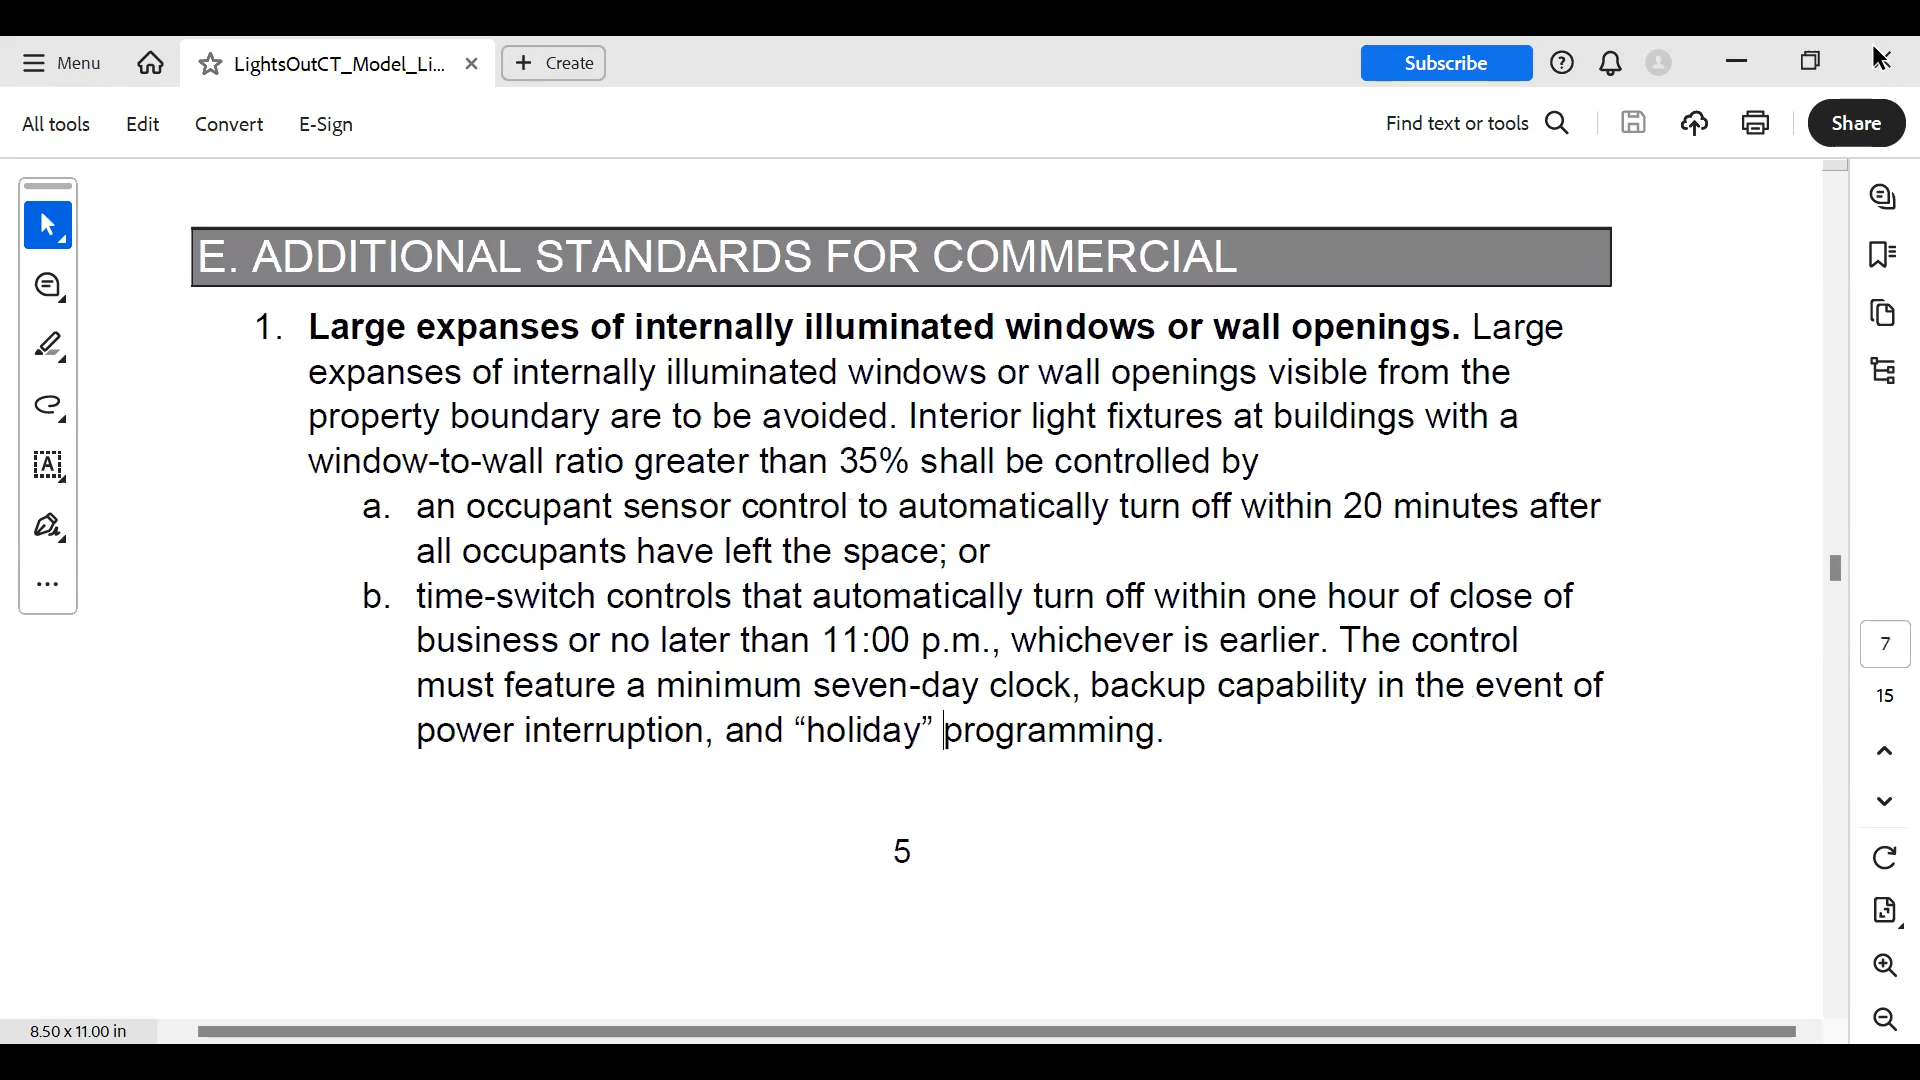 Menu
LightsOutCT_Model_Li...
Create
Subscribe
All tools
Edit
Convert
E-Sign
Find text or tools
Share
E. ADDITIONAL STANDARDS FOR COMMERCIAL
1. Large expanses of internally illuminated windows or wall openings. Large
expanses of internally illuminated windows or wall openings visible from the
property boundary are to be avoided. Interior light fixtures at buildings with a
window-to-wall ratio greater than 35% shall be controlled by
a. an occupant sensor control to automatically turn off within 20 minutes after
all occupants have left the space; or
b. time-switch controls that automatically turn off within one hour of close of
business or no later than 11:00 p.m., whichever is earlier. The control
must feature a minimum seven-day clock, backup capability in the event of
power interruption, and “holiday” programming.
5
7
15
8.50 x 11.00 in